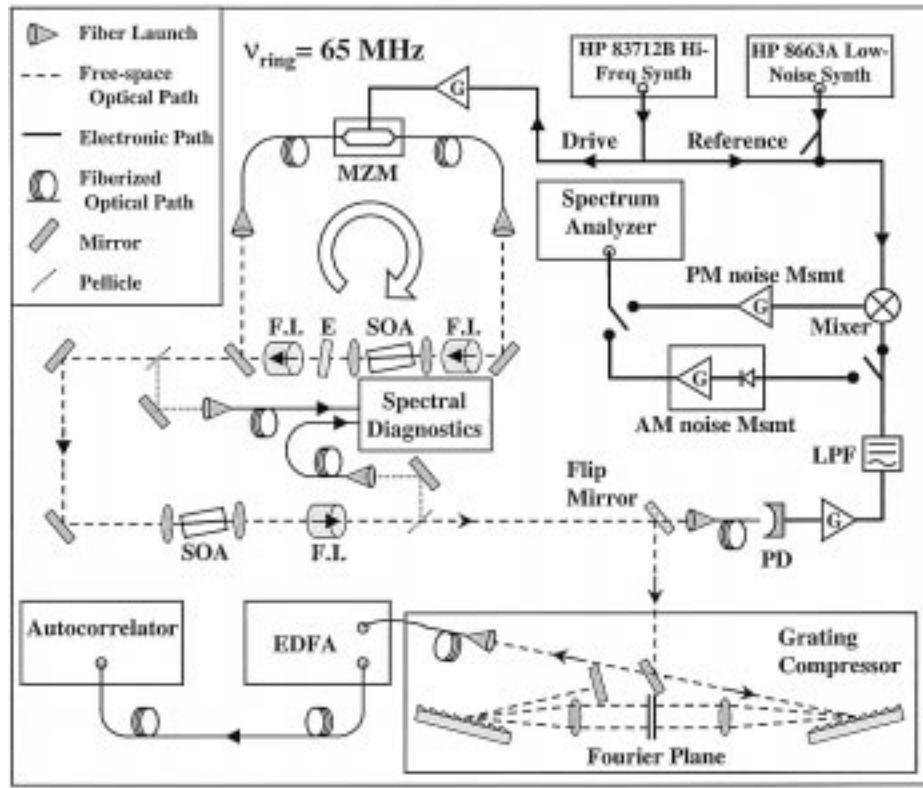 Fiber Launch
Free-space
Optical Path
Electronic Path
Fiberized
Optical Path
Mirror
Pellicle
νring= 65 MHz
HP 83712B Hi-
Freq Synth
HP 8663A Low-
Noise Synth
G
Drive
Reference
MZM
Spectrum
Analyzer
PM noise Msmt
G
Mixer
F.I.
E
SOA
F.I.
G
AM noise Msmt
Spectral
Diagnostics
LPF
Flip
Mirror
SOA
F.I.
G
PD
Autocorrelator
EDFA
Grating
Compressor
Fourier Plane